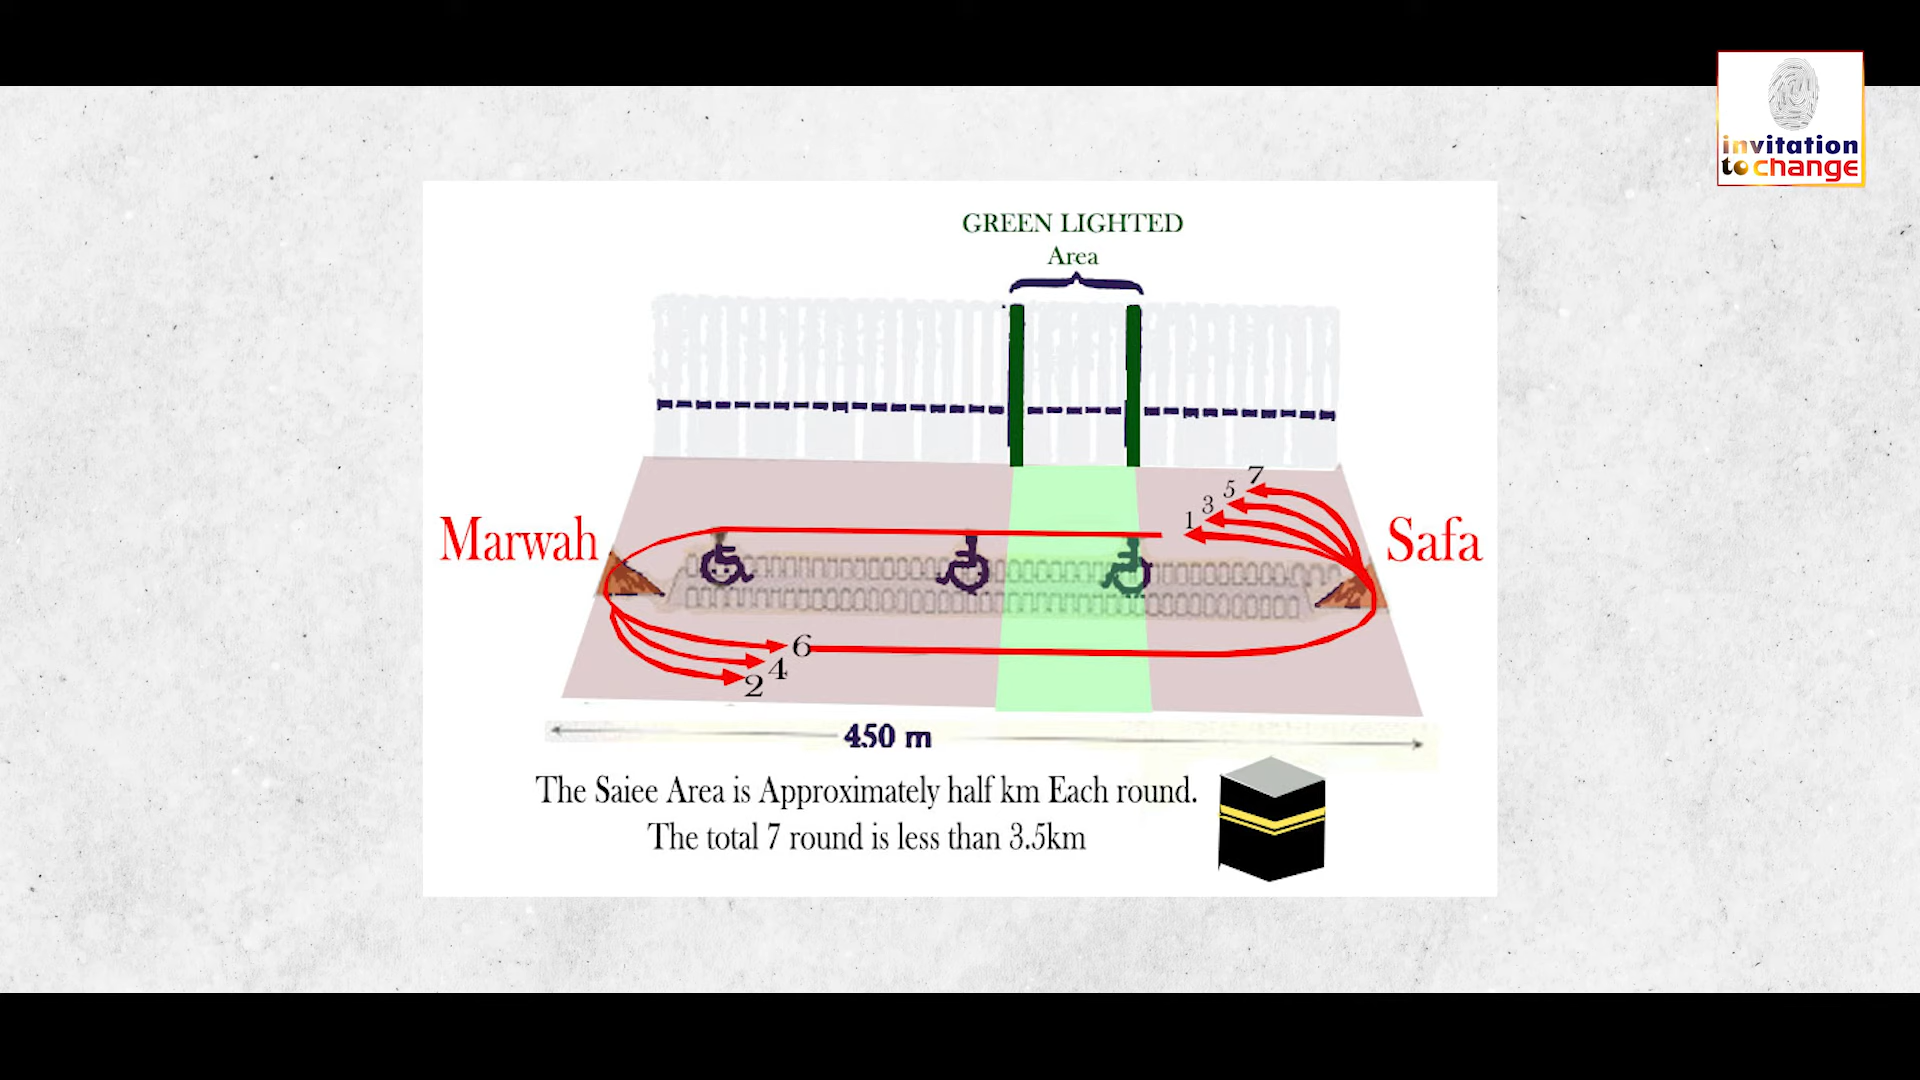 invitation
to change
GREEN LIGHTED
Area
7
5
3
1
Marwah
Safa
6
4
2
450 m
The Saiee Area is Approximately half km Each round.
The total 7 round is less than 3.5km